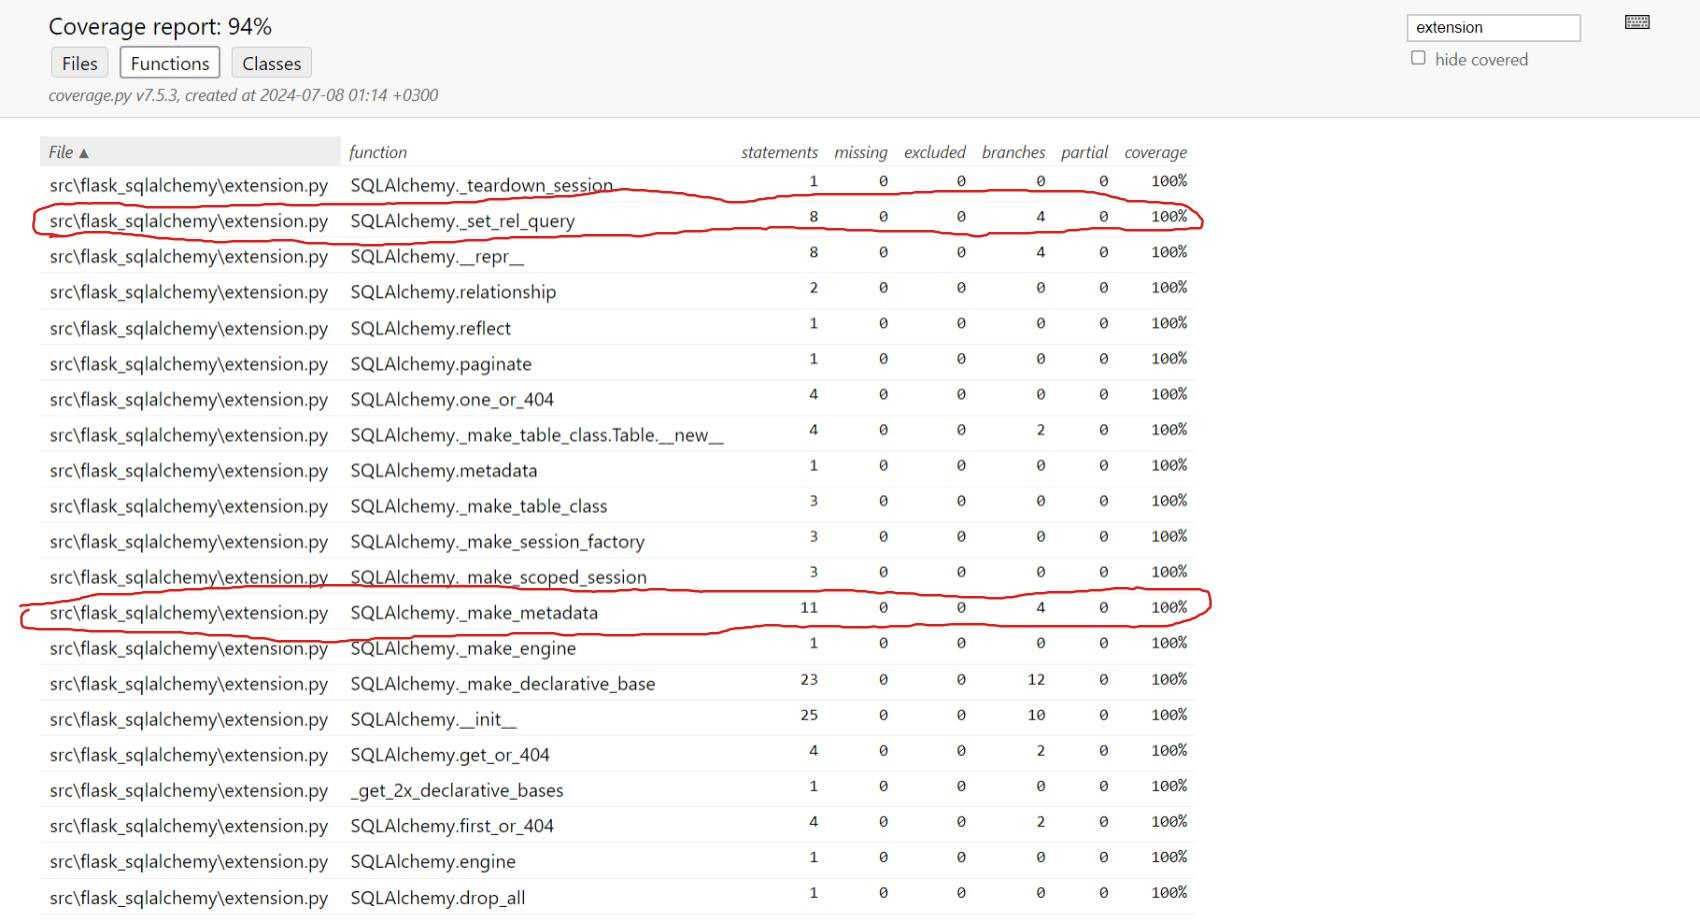 Coverage report: 94%
extension
Files Functions Classes
hide covered
coverage.py v7.5.3, created at 2024-07-08 01:14 +0300
File ▲ function statements missing excluded branches partial coverage
src\flask_sqlalchemy\extension.py SQLAlchemy._teardown_session 1 0 0 0 0 100%
src\flask_sqlalchemy\extension.py SQLAlchemy._set_rel_query 8 0 0 4 0 100%
src\flask_sqlalchemy\extension.py SQLAlchemy.__repr__ 8 0 0 4 0 100%
src\flask_sqlalchemy\extension.py SQLAlchemy.relationship 2 0 0 0 0 100%
src\flask_sqlalchemy\extension.py SQLAlchemy.reflect 1 0 0 0 0 100%
src\flask_sqlalchemy\extension.py SQLAlchemy.paginate 1 0 0 0 0 100%
src\flask_sqlalchemy\extension.py SQLAlchemy.one_or_404 4 0 0 0 0 100%
src\flask_sqlalchemy\extension.py SQLAlchemy._make_table_class.Table.__new__ 4 0 0 2 0 100%
src\flask_sqlalchemy\extension.py SQLAlchemy.metadata 1 0 0 0 0 100%
src\flask_sqlalchemy\extension.py SQLAlchemy._make_table_class 3 0 0 0 0 100%
src\flask_sqlalchemy\extension.py SQLAlchemy._make_session_factory 3 0 0 0 0 100%
src\flask_sqlalchemy\extension.py SQLAlchemy._make_scoped_session 3 0 0 0 0 100%
src\flask_sqlalchemy\extension.py SQLAlchemy._make_metadata 11 0 0 4 0 100%
src\flask_sqlalchemy\extension.py SQLAlchemy._make_engine 1 0 0 0 0 100%
src\flask_sqlalchemy\extension.py SQLAlchemy._make_declarative_base 23 0 0 12 0 100%
src\flask_sqlalchemy\extension.py SQLAlchemy.__init__ 25 0 0 10 0 100%
src\flask_sqlalchemy\extension.py SQLAlchemy.get_or_404 4 0 0 2 0 100%
src\flask_sqlalchemy\extension.py _get_2x_declarative_bases 1 0 0 0 0 100%
src\flask_sqlalchemy\extension.py SQLAlchemy.first_or_404 4 0 0 2 0 100%
src\flask_sqlalchemy\extension.py SQLAlchemy.engine 1 0 0 0 0 100%
src\flask_sqlalchemy\extension.py SQLAlchemy.drop_all 1 0 0 0 0 100%